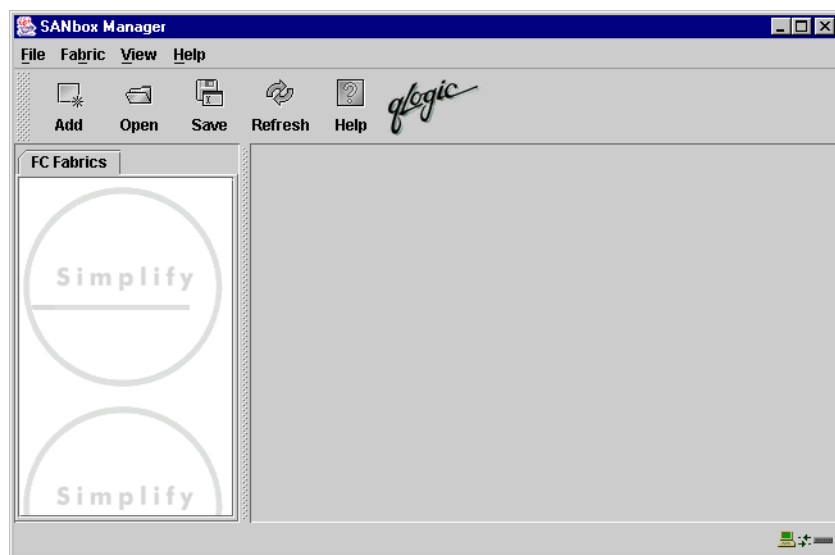 SANbox Manager
File Fabric View Help
Add Open Save Refresh Help qlogic
FC Fabrics
Simplify
Simplify